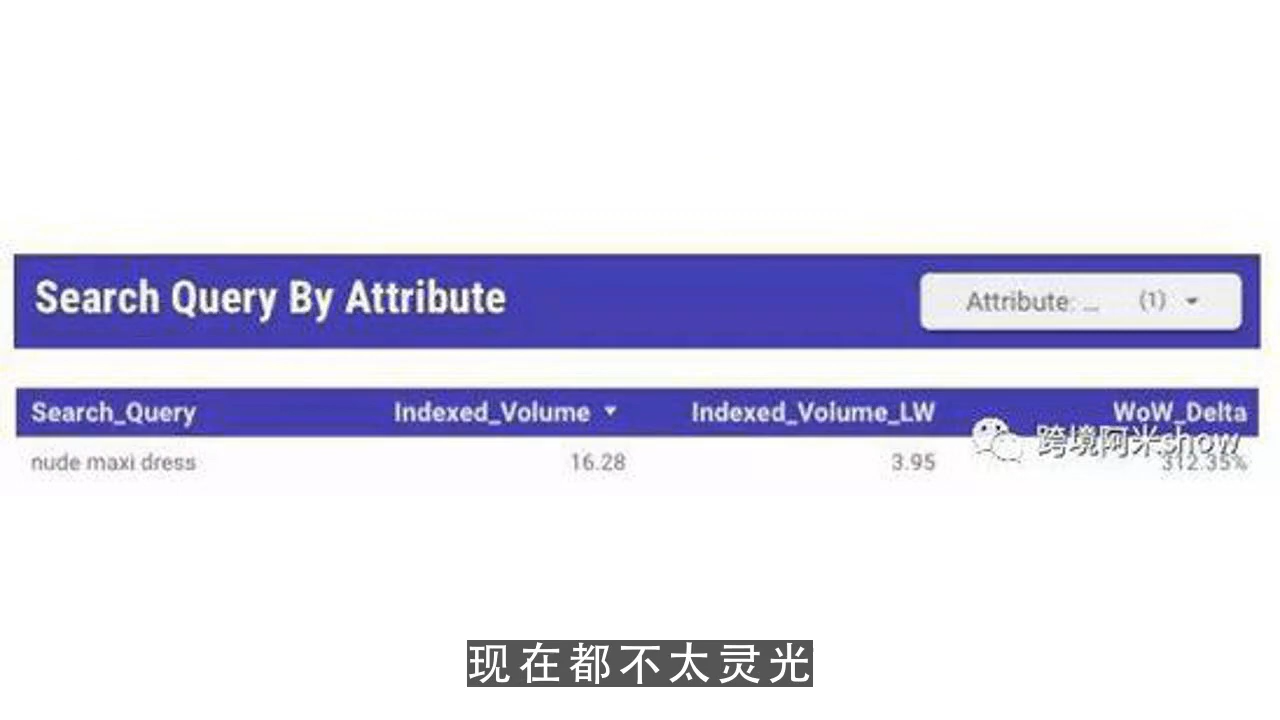 Search Query By Attribute
Attribute: ... (1)
Search_Query Indexed_Volume Indexed_Volume_LW WoW_Delta
跨境阿米show
nude maxi dress 16.28 3.95 312.35%
现在都不太灵光